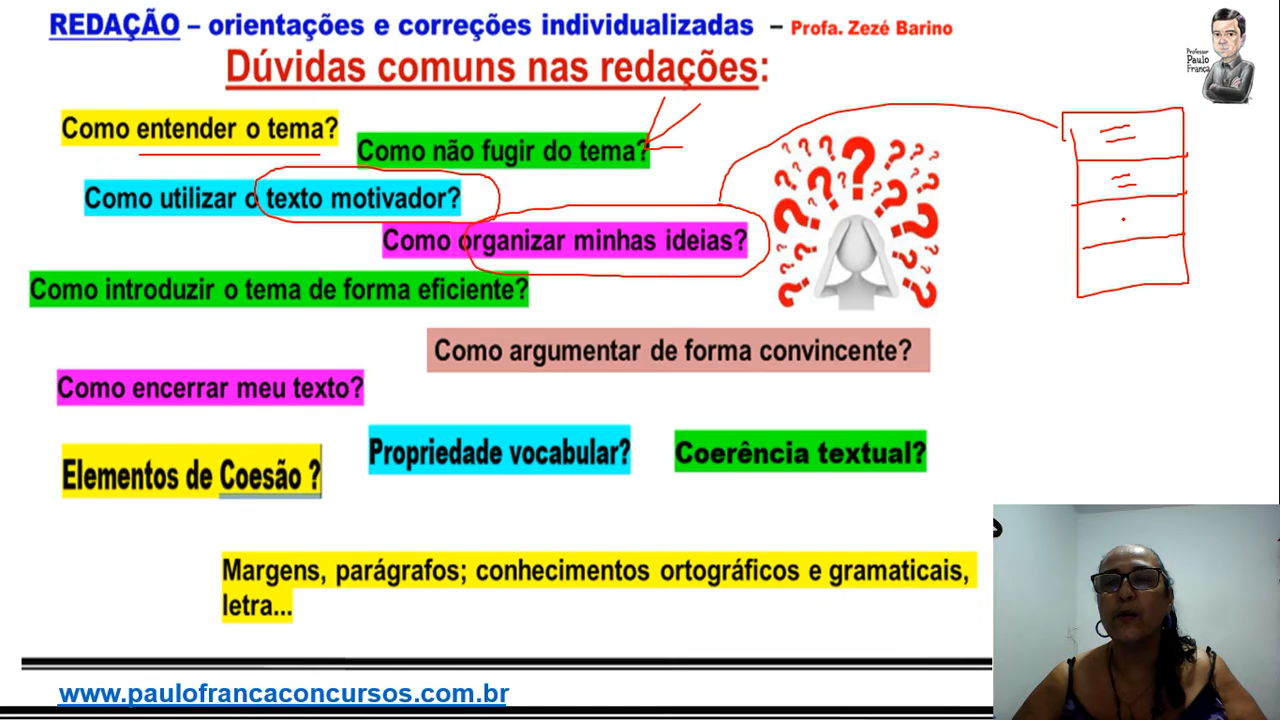 REDAÇÃO – orientações e correções individualizadas – Profa. Zezé Barino
Dúvidas comuns nas redações:
Professor
Paulo
França
Como entender o tema?
Como não fugir do tema?
Como utilizar o texto motivador?
Como organizar minhas ideias?
Como introduzir o tema de forma eficiente?
Como argumentar de forma convincente?
Como encerrar meu texto?
Elementos de Coesão ?
Propriedade vocabular?
Coerência textual?
Margens, parágrafos; conhecimentos ortográficos e gramaticais,
letra...
www.paulofrancaconcursos.com.br